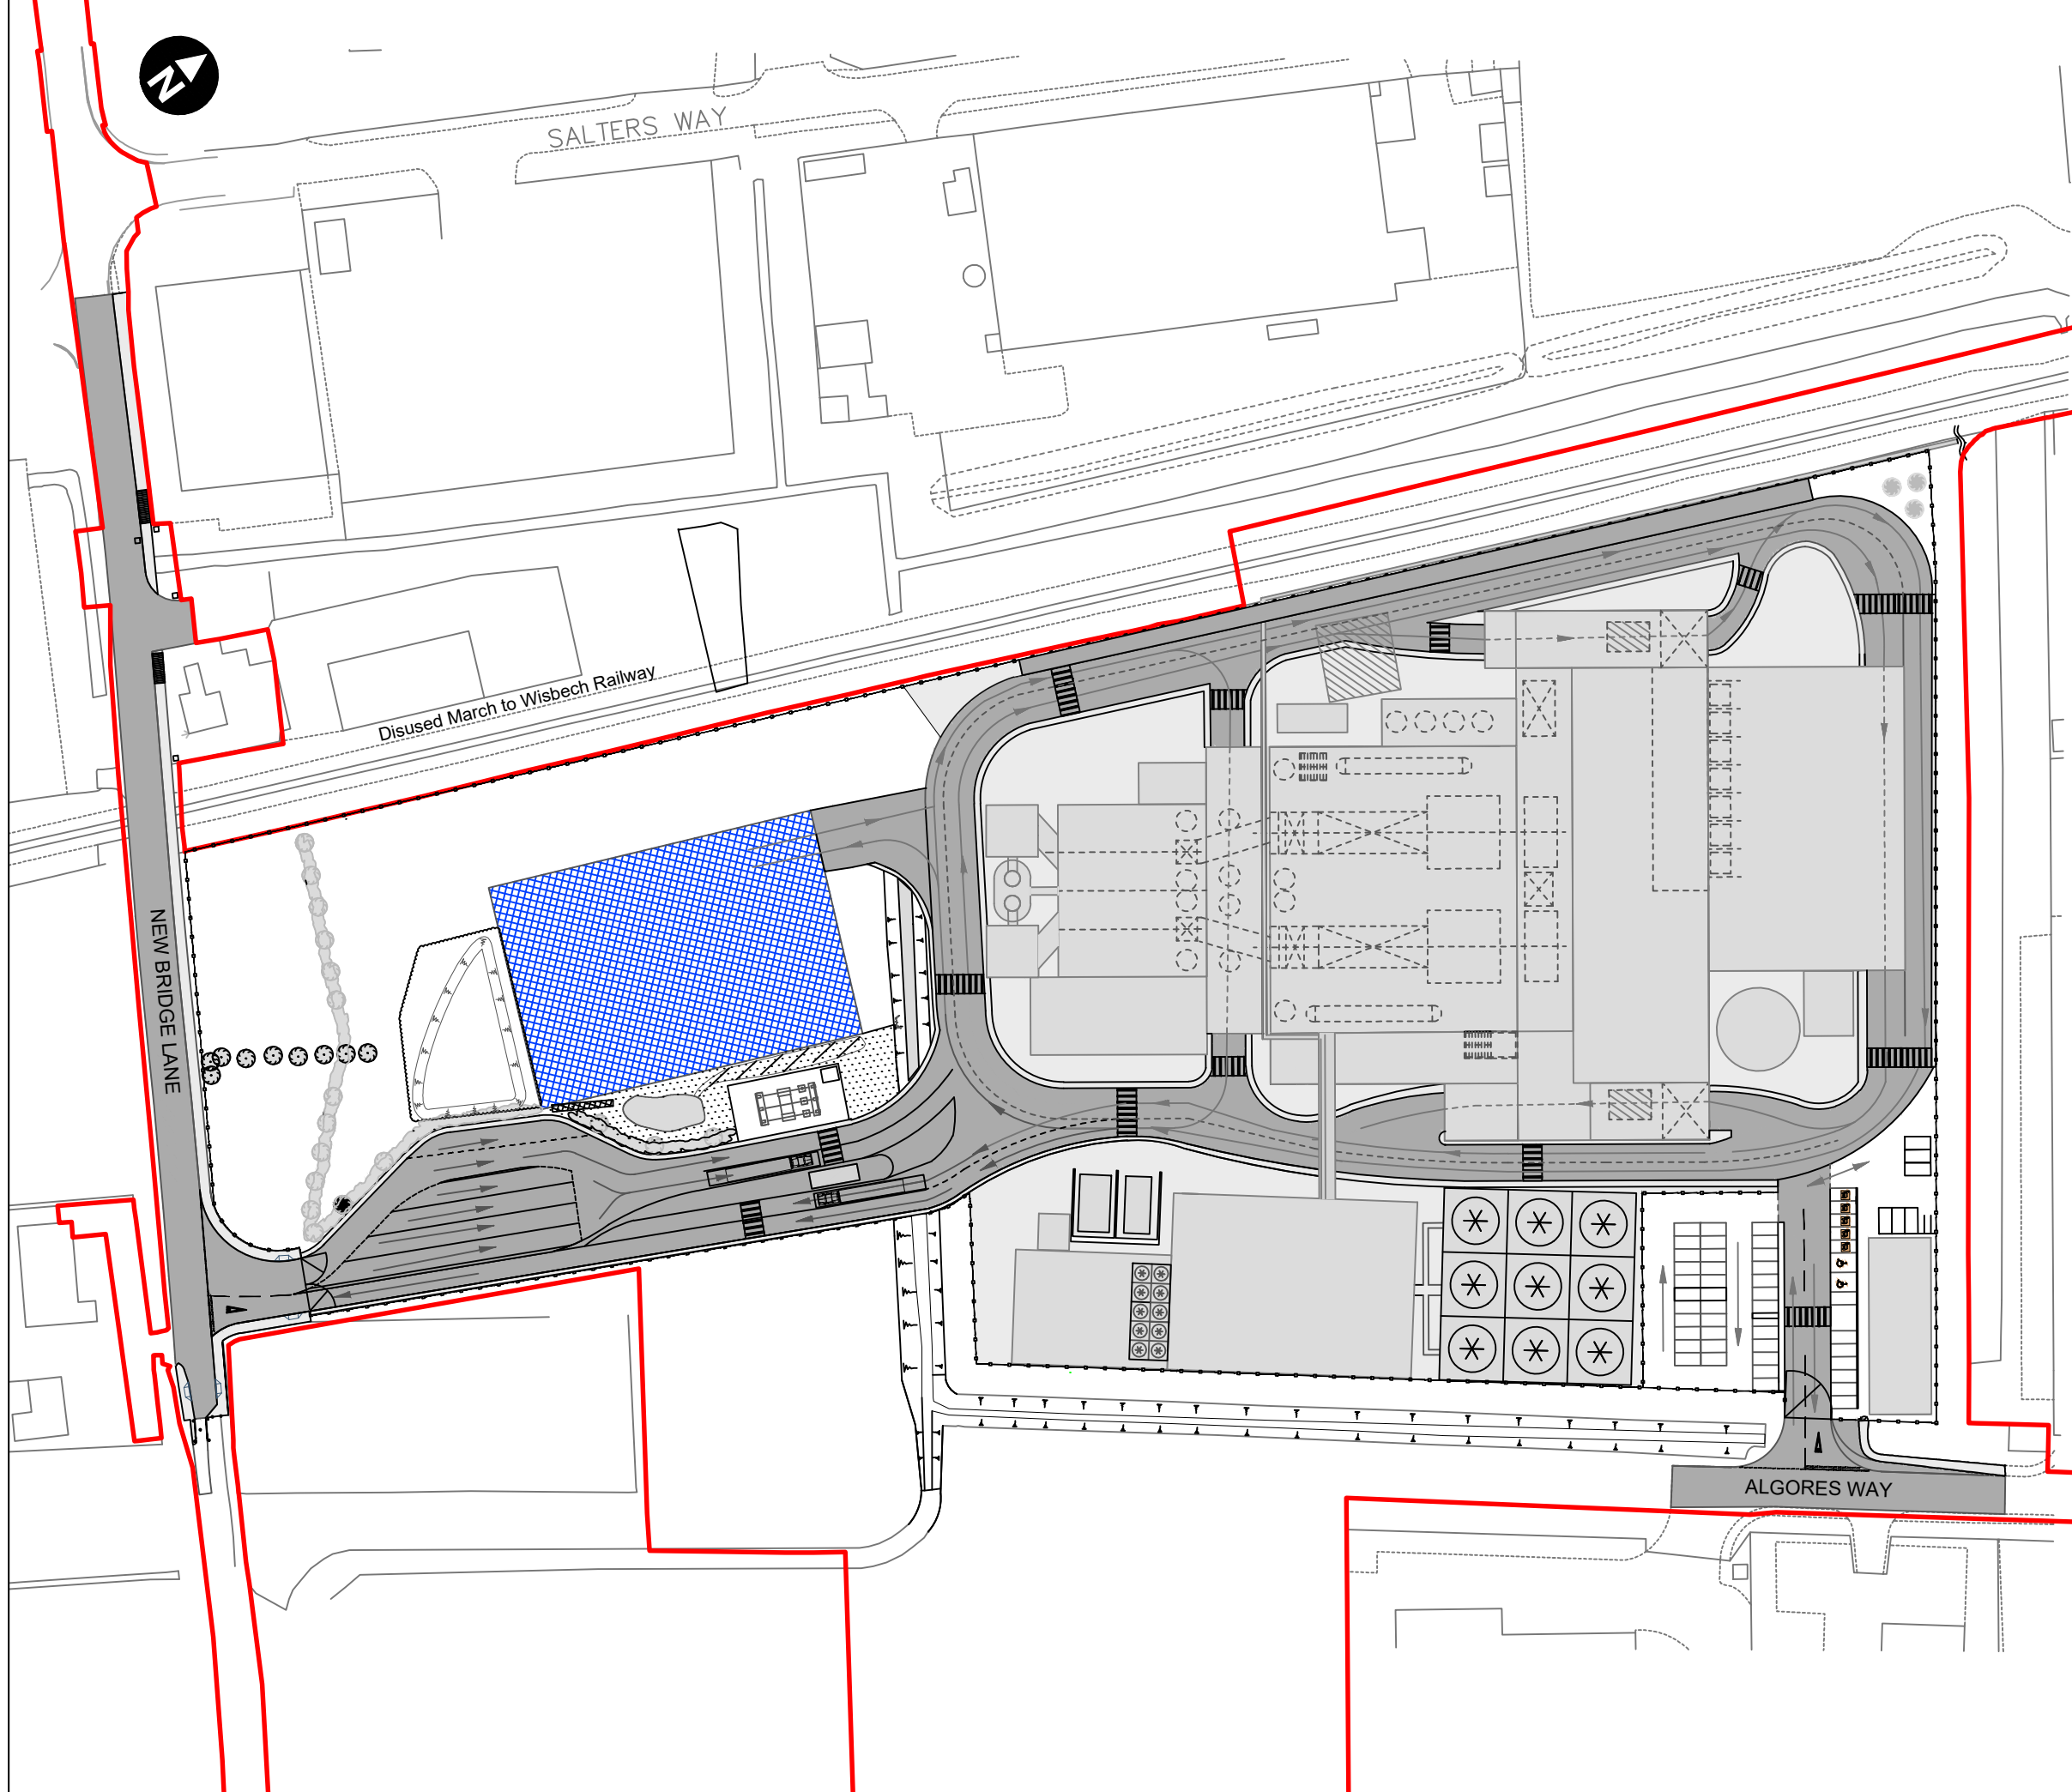 N
SALTERS WAY
Disused March to Wisbech Railway
NEW BRIDGE LANE
ALGORES WAY